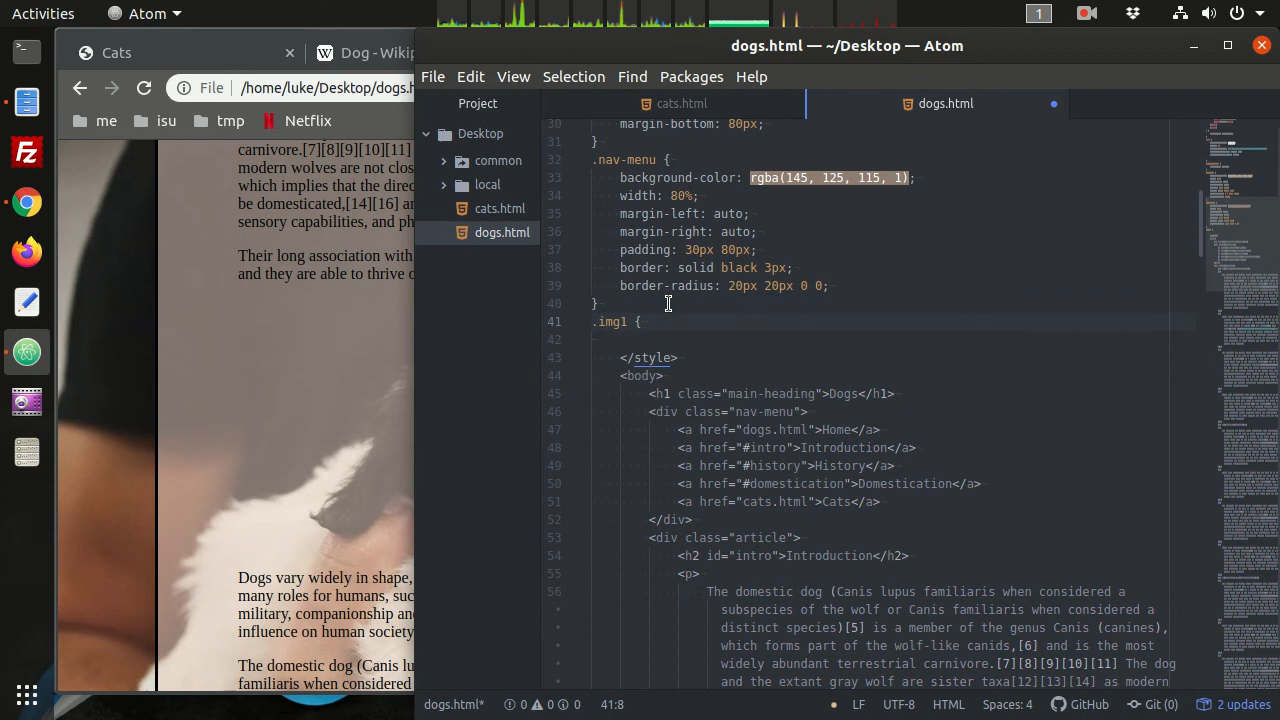 Activities
Atom
1
Cats
Dog - Wikip
File
/home/luke/Desktop/dogs.h
me
isu
tmp
Netflix
carnivore.[7][8][9][10][11]
modern wolves are not clos
which implies that the direc
be domesticated,[14][16] an
sensory capabilities, and ph
Their long association with
and they are able to thrive o
Dogs vary widely in shape,
many roles for humans, suc
military, companionship and
influence on human society
The domestic dog (Canis lu
familiaris when considered
dogs.html — ~/Desktop — Atom
File Edit View Selection Find Packages Help
Project
Desktop
common
local
cats.html
dogs.html
cats.html
dogs.html
30 margin-bottom: 80px;
31 }
32 .nav-menu {
33 background-color: rgba(145, 125, 115, 1);
34 width: 80%;
35 margin-left: auto;
36 margin-right: auto;
37 padding: 30px 80px;
38 border: solid black 3px;
39 border-radius: 20px 20px 0 0;
40 }
41 .img1 {
42
43 </style>
44 <body>
45 <h1 class="main-heading">Dogs</h1>
46 <div class="nav-menu">
47 <a href="dogs.html">Home</a>
48 <a href="#intro">Introduction</a>
49 <a href="#history">History</a>
50 <a href="#domestication">Domestication</a>
51 <a href="cats.html">Cats</a>
52 </div>
53 <div class="article">
54 <h2 id="intro">Introduction</h2>
55 <p>
The domestic dog (Canis lupus familiaris when considered a
subspecies of the wolf or Canis familiaris when considered a
distinct species)[5] is a member of the genus Canis (canines)
which forms part of the wolf-like canins,[6] and is the most
widely abundant terrestrial carnivore.[7][8][9][10][11] The dog
and the extant gray wolf are sister taxa[12][13][14] as modern
dogs.html*
0 0 0
41:8
LF
UTF-8
HTML
Spaces: 4
GitHub
Git (0)
2 updates